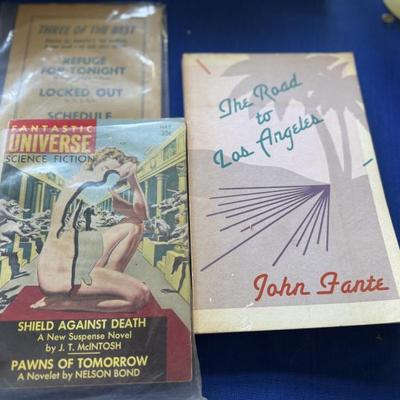 THREE OF THE BEST
REFUGE
FOR TONIGHT
LOCKED OUT
SCHEDULE
FANTASTIC
UNIVERSE
SCIENCE FICTION
MAY
35¢
SHIELD AGAINST DEATH
A New Suspense Novel
by J. T. McINTOSH
PAWNS OF TOMORROW
A Novelet by NELSON BOND
The Road
to
Los Angeles
John Fante